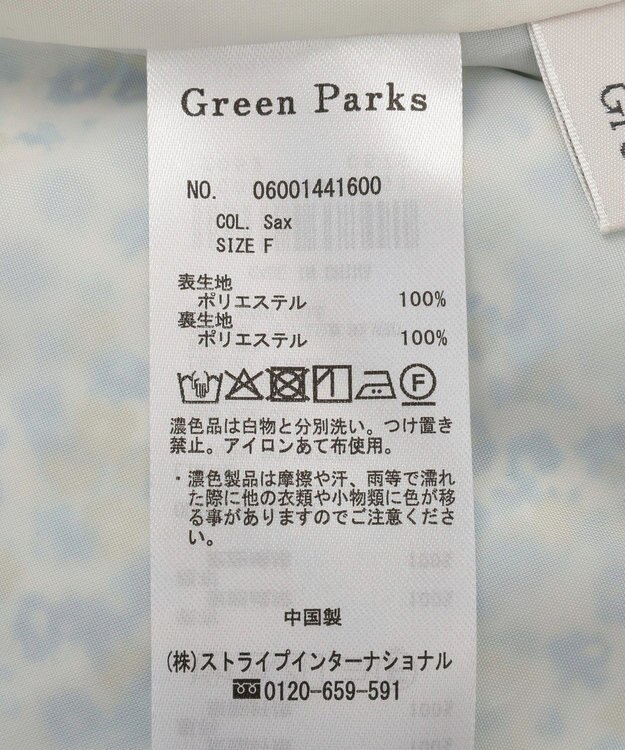 Green Parks
NO. 06001441600
COL. Sax
SIZE F
表生地
ポリエステル 100%
裏生地
ポリエステル 100%
F
濃色品は白物と分別洗い。つけ置き
禁止。アイロンあて布使用。
・濃色製品は摩擦や汗、雨等で濡れ
た際に他の衣類や小物類に色が移
る事がありますのでご注意くださ
い。
中国製
(株)ストライプインターナショナル
0120-659-591